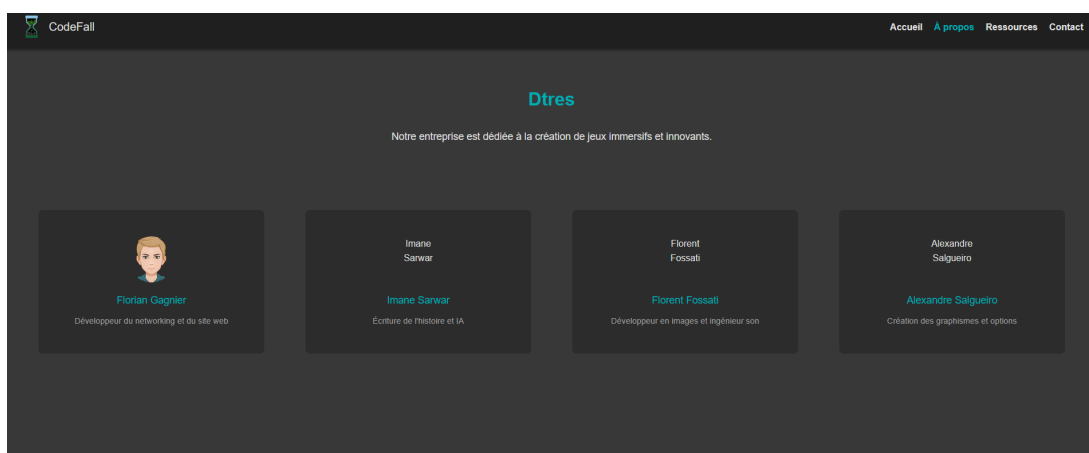 CodeFall
Accueil À propos Ressources Contact
Dtres
Notre entreprise est dédiée à la création de jeux immersifs et innovants.
Florian Gagnier
Développeur du networking et du site web
Imane
Sarwar
Imane Sarwar
Écriture de l'histoire et IA
Florent
Fossati
Florent Fossati
Développeur en images et ingénieur son
Alexandre
Salgueiro
Alexandre Salgueiro
Création des graphismes et options